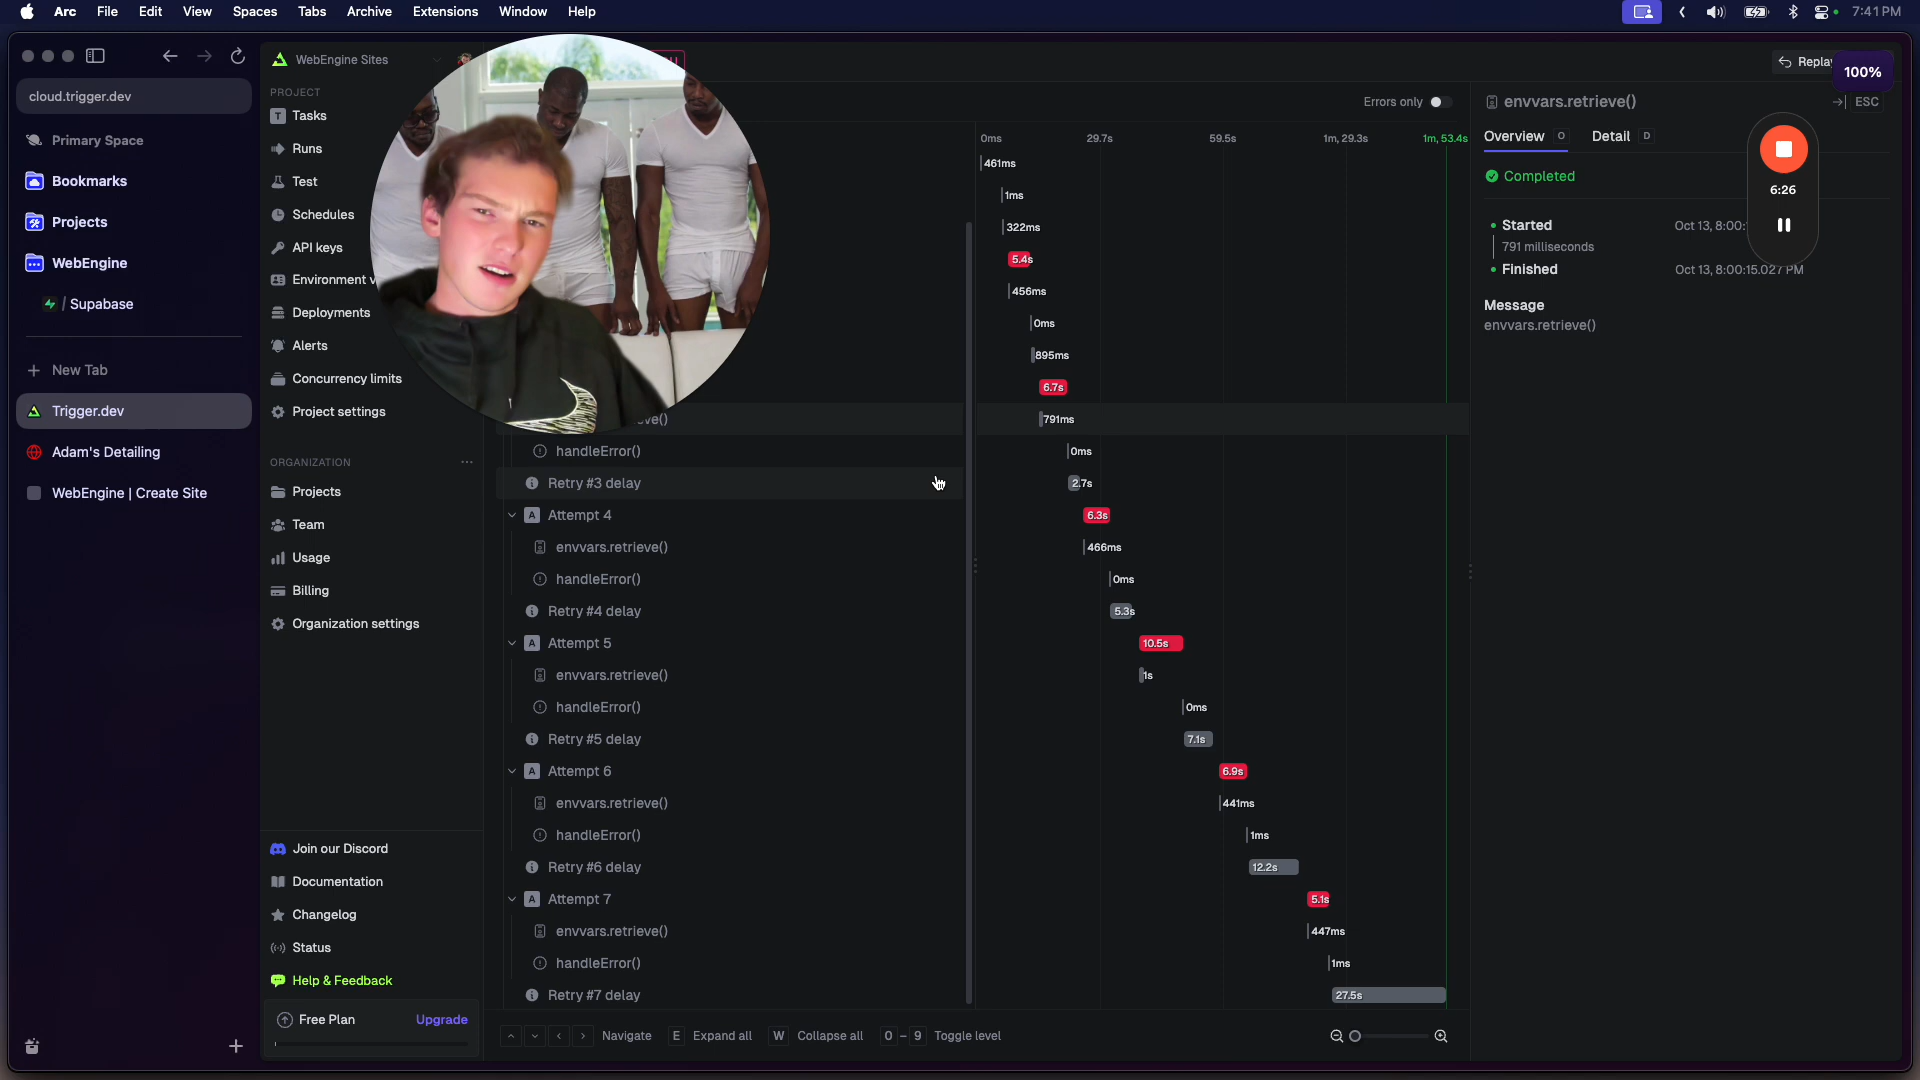 Arc File Edit View Spaces Tabs Archive Extensions Window Help
7:41 PM
cloud.trigger.dev
Primary Space
Bookmarks
Projects
WebEngine
/ Supabase
New Tab
Trigger.dev
Adam's Detailing
WebEngine | Create Site
WebEngine Sites
PROJECT
T Tasks
Runs
Test
Schedules
API keys
Environment v
Deployments
Alerts
Concurrency limits
Project settings
ORGANIZATION
Projects
Team
Usage
Billing
Organization settings
Join our Discord
Documentation
Changelog
Status
Help & Feedback
Free Plan Upgrade
Errors only
0ms 29.7s 59.5s 1m, 29.3s 1m, 53.4s
461ms
1ms
322ms
5.4s
456ms
0ms
895ms
6.7s
eve() 791ms
handleError() 0ms
Retry #3 delay 2.7s
A Attempt 4 6.3s
envvars.retrieve() 466ms
handleError() 0ms
Retry #4 delay 5.3s
A Attempt 5 10.5s
envvars.retrieve() 1s
handleError() 0ms
Retry #5 delay 7.1s
A Attempt 6 6.9s
envvars.retrieve() 441ms
handleError() 1ms
Retry #6 delay 12.2s
A Attempt 7 5.1s
envvars.retrieve() 447ms
handleError() 1ms
Retry #7 delay 27.5s
Navigate E Expand all W Collapse all 0 – 9 Toggle level
Replay
100%
envvars.retrieve() ESC
Overview O Detail D
Completed
6:26
Started Oct 13, 8:00:
791 milliseconds
Finished Oct 13, 8:00:15.027 PM
Message
envvars.retrieve()